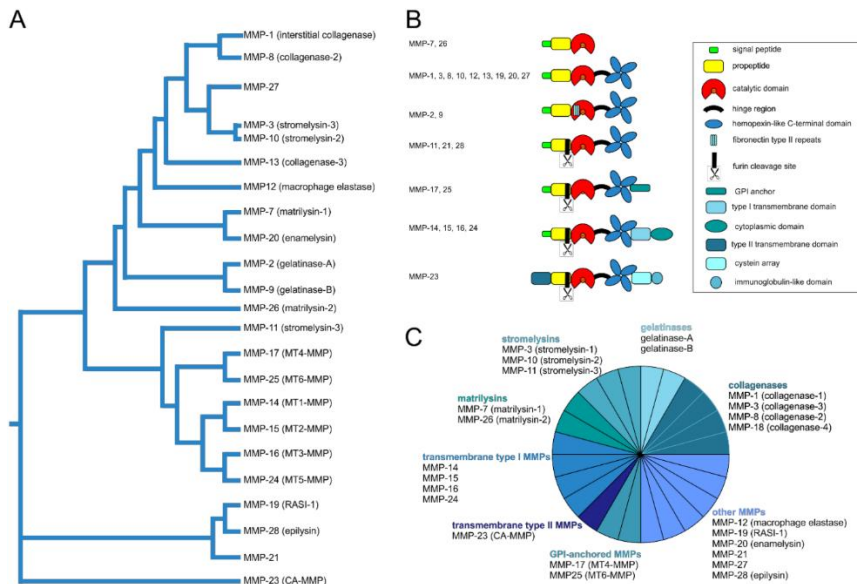 A
MMP-1 (interstitial collagenase)
MMP-8 (collagenase-2)
MMP-27
MMP-3 (stromelysin-3)
MMP-10 (stromelysin-2)
MMP-13 (collagenase-3)
MMP12 (macrophage elastase)
MMP-7 (matrilysin-1)
MMP-20 (enamelysin)
MMP-2 (gelatinase-A)
MMP-9 (gelatinase-B)
MMP-26 (matrilysin-2)
MMP-11 (stromelysin-3)
MMP-17 (MT4-MMP)
MMP-25 (MT6-MMP)
MMP-14 (MT1-MMP)
MMP-15 (MT2-MMP)
MMP-16 (MT3-MMP)
MMP-24 (MT5-MMP)
MMP-19 (RASI-1)
MMP-28 (epilysin)
MMP-21
MMP-23 (CA-MMP)
B
MMP-7, 26
MMP-1, 3, 8, 10, 12, 13, 19, 20, 27
MMP-2, 9
MMP-11, 21, 28
MMP-17, 25
MMP-14, 15, 16, 24
MMP-23
signal peptide
propeptide
catalytic domain
hinge region
hemopexin-like C-terminal domain
fibronectin type II repeats
furin cleavage site
GPI anchor
type I transmembrane domain
cytoplasmic domain
type II transmembrane domain
cystein array
immunoglobulin-like domain
C
stromelysins
MMP-3 (stromelysin-1)
MMP-10 (stromelysin-2)
MMP-11 (stromelysin-3)
gelatinases
gelatinase-A
gelatinase-B
collagenases
MMP-1 (collagenase-1)
MMP-3 (collagenase-3)
MMP-8 (collagenase-2)
MMP-18 (collagenase-4)
matrilysins
MMP-7 (matrilysin-1)
MMP-26 (matrilysin-2)
transmembrane type I MMPs
MMP-14
MMP-15
MMP-16
MMP-24
transmembrane type II MMPs
MMP-23 (CA-MMP)
GPI-anchored MMPs
MMP-17 (MT4-MMP)
MMP25 (MT6-MMP)
other MMPs
MMP-12 (macrophage elastase)
MMP-19 (RASI-1)
MMP-20 (enamelysin)
MMP-21
MMP-27
MMP-28 (epilysin)